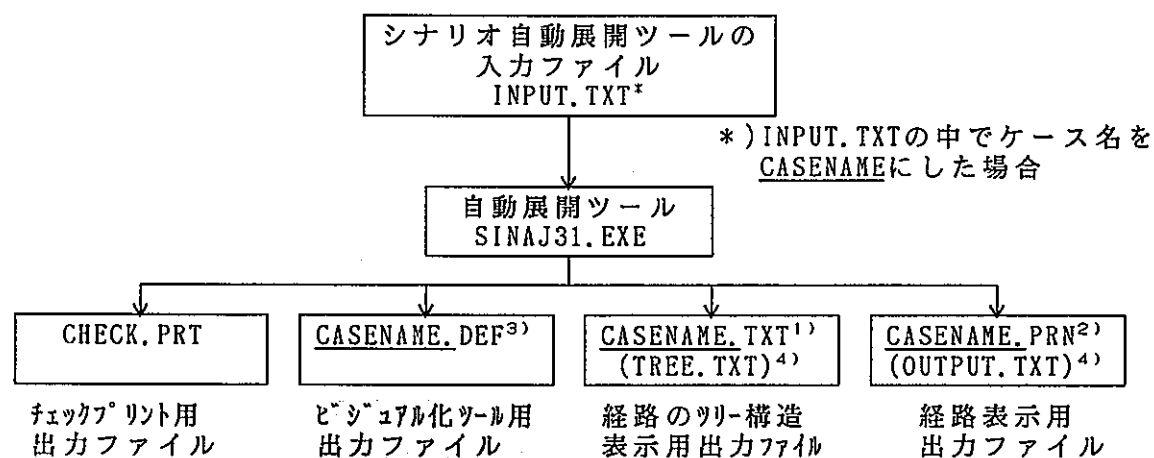 シナリオ自動展開ツールの
入力ファイル
INPUT.TXT*
*)INPUT.TXTの中でケース名を
CASENAMEにした場合
自動展開ツール
SINAJ31.EXE
CHECK.PRT
CASENAME.DEF3)
CASENAME.TXT1)
(TREE.TXT)4)
CASENAME.PRN2)
(OUTPUT.TXT)4)
ﾁｪｯｸﾌﾟﾘﾝﾄ用
出力ファイル
ﾋﾞｼﾞｭｱﾙ化ﾂｰﾙ用
出力ファイル
経路のﾂﾘｰ構造
表示用出力ﾌｧｲﾙ
経路表示用
出力ファイル